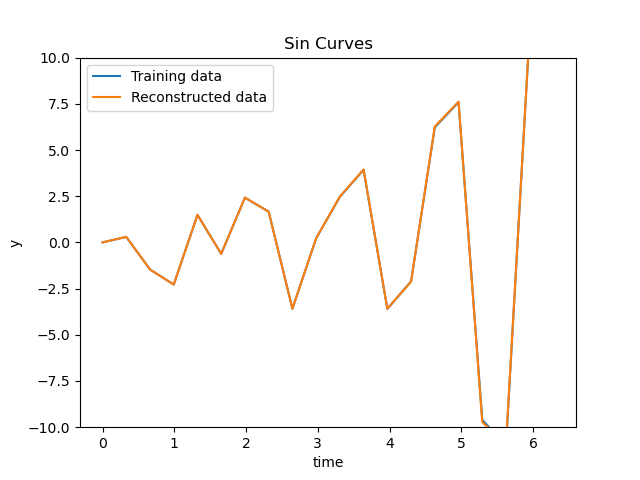 Sin Curves
Training data
Reconstructed data
10.0
7.5
5.0
2.5
0.0
−2.5
−5.0
−7.5
−10.0
y
0 1 2 3 4 5 6
time